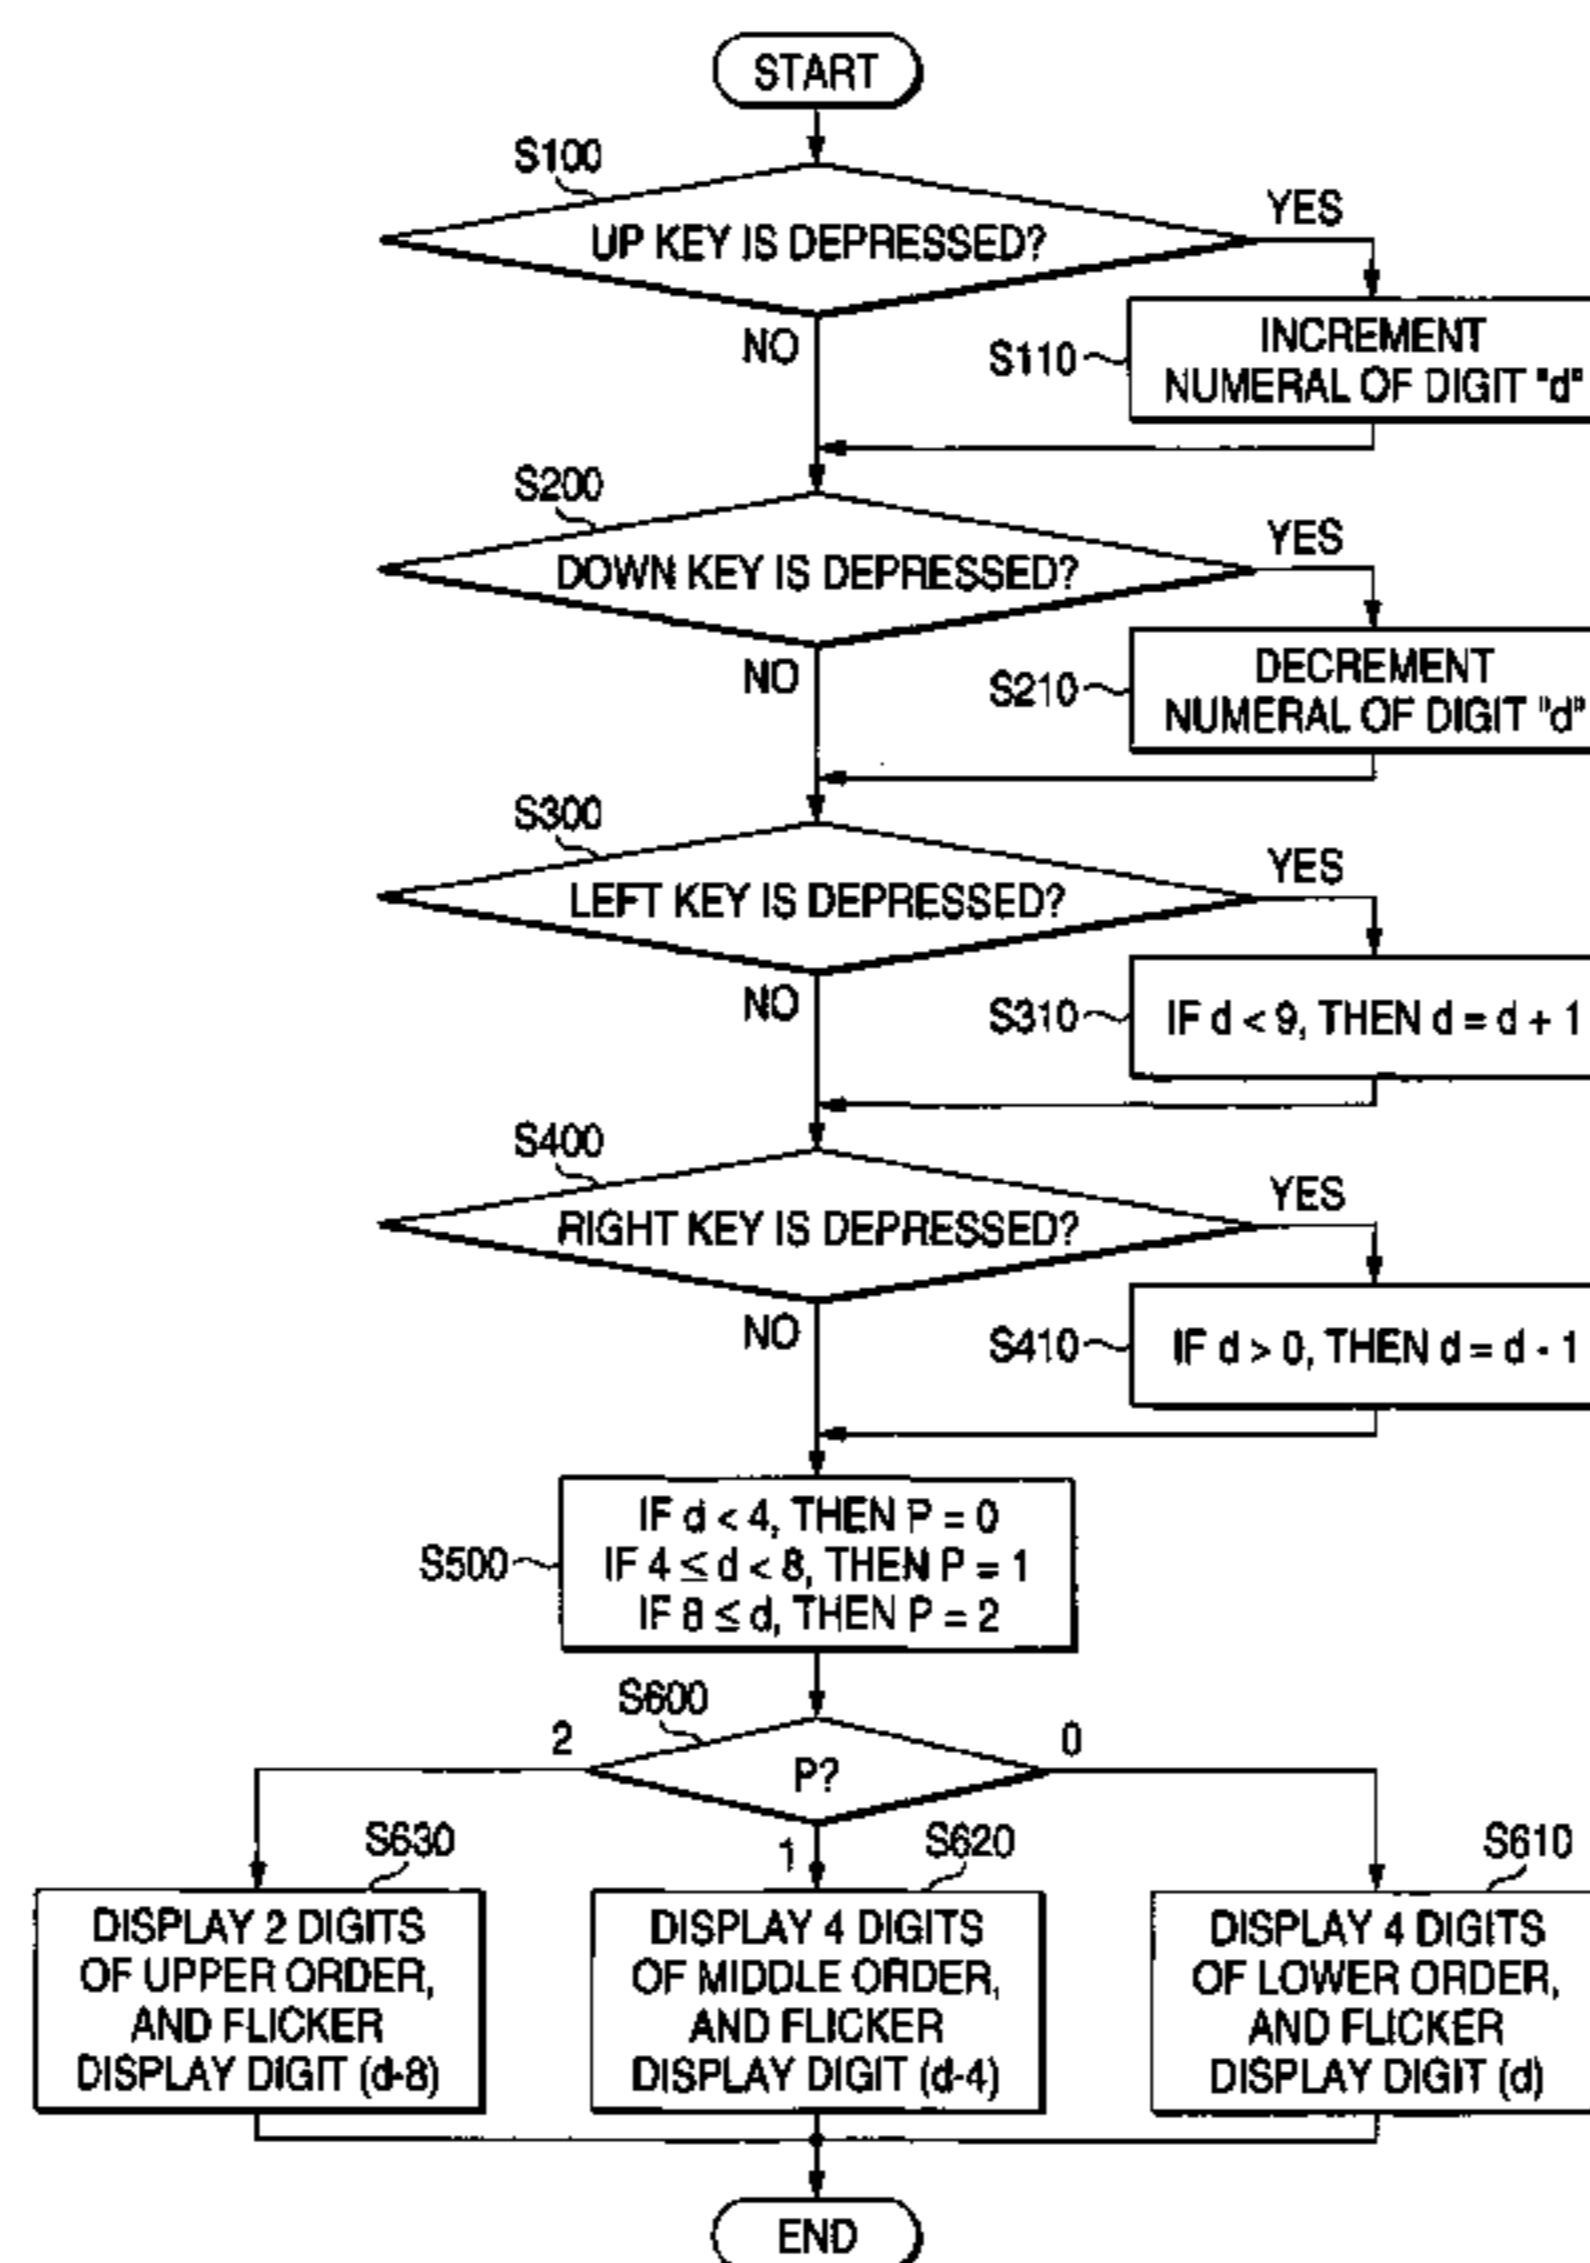 START
S100
UP KEY IS DEPRESSED?
YES
NO
S110
INCREMENT
NUMERAL OF DIGIT "d"
S200
DOWN KEY IS DEPRESSED?
YES
NO
S210
DECREMENT
NUMERAL OF DIGIT "d"
S300
LEFT KEY IS DEPRESSED?
YES
NO
S310
IF d < 9, THEN d = d + 1
S400
RIGHT KEY IS DEPRESSED?
YES
NO
S410
IF d > 0, THEN d = d - 1
S500
IF d < 4, THEN P = 0
IF 4 ≤ d < 8, THEN P = 1
IF 8 ≤ d, THEN P = 2
S600
P?
2
1
0
S630
DISPLAY 2 DIGITS
OF UPPER ORDER,
AND FLICKER
DISPLAY DIGIT (d-8)
S620
DISPLAY 4 DIGITS
OF MIDDLE ORDER,
AND FLICKER
DISPLAY DIGIT (d-4)
S610
DISPLAY 4 DIGITS
OF LOWER ORDER,
AND FLICKER
DISPLAY DIGIT (d)
END